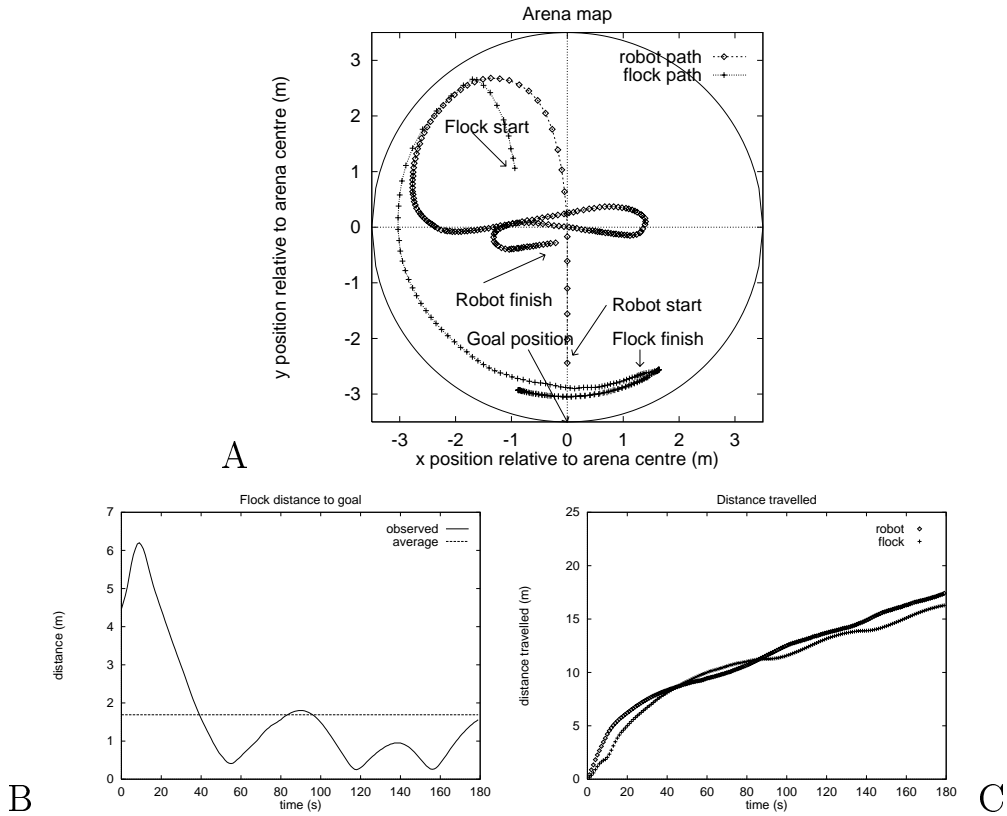 Arena map
3
2
1
0
-1
-2
-3
y position relative to arena centre (m)
robot path
flock path
Flock start
Robot finish
Robot start
Goal position
Flock finish
-3 -2 -1 0 1 2 3
x position relative to arena centre (m)
A
Flock distance to goal
7
6
5
4
3
2
1
0
distance (m)
observed
average
0 20 40 60 80 100 120 140 160 180
time (s)
B
Distance travelled
25
20
15
10
5
0
distance travelled (m)
robot
flock
0 20 40 60 80 100 120 140 160 180
time (s)
C